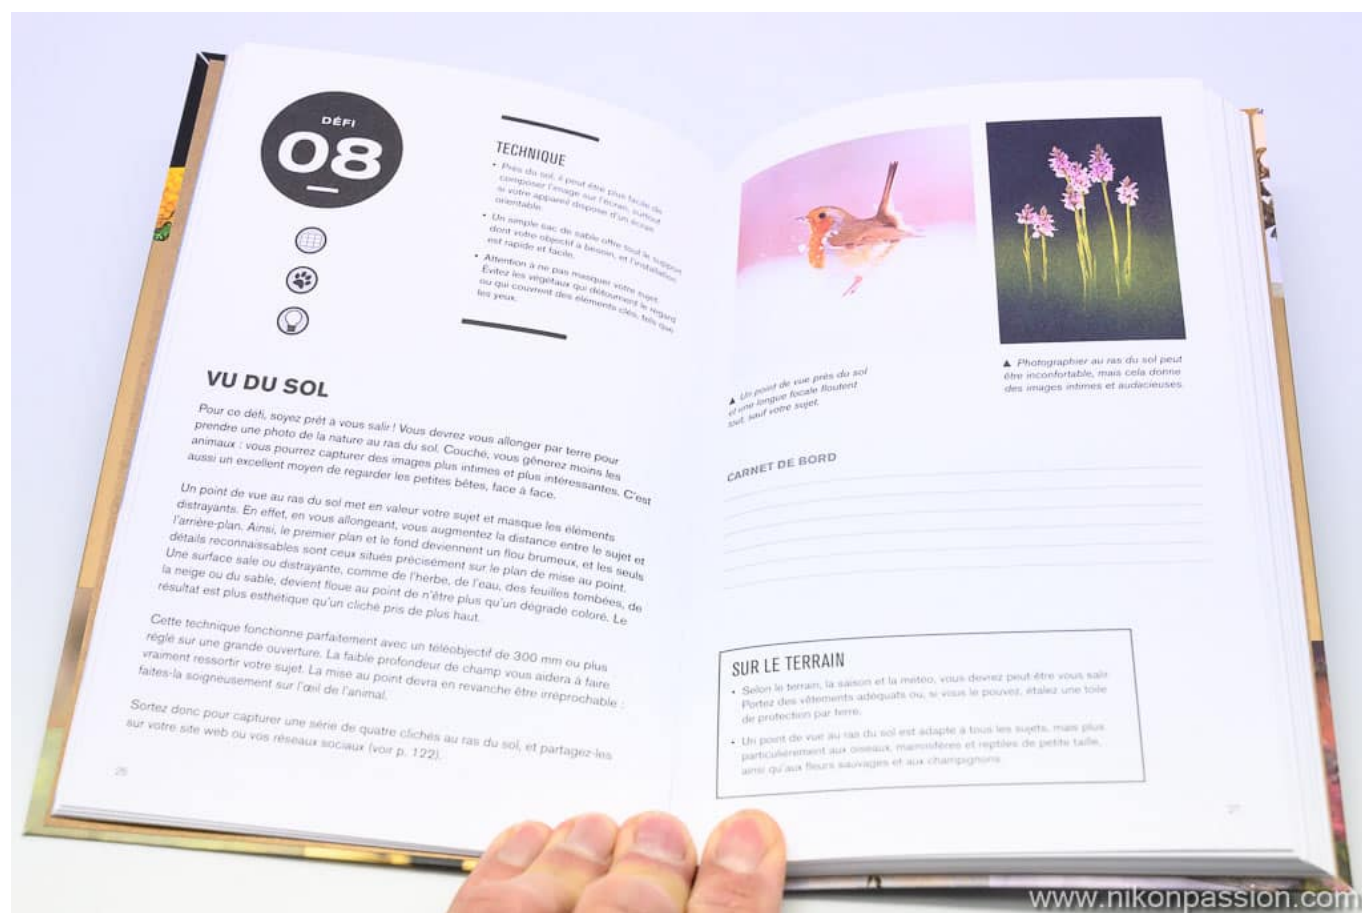 DÉFI
08
TECHNIQUE
• Près du sol, il peut être plus facile de
composer l'image sur l'écran, surtout
si votre appareil dispose d'un écran
orientable.
• Un simple sac de sable offre tout le support
dont votre objectif a besoin, et l'installation
est rapide et facile.
• Attention à ne pas masquer votre sujet.
Évitez les végétaux qui détournent le regard
ou qui couvrent des éléments clés, tels que
les yeux.
VU DU SOL
Pour ce défi, soyez prêt à vous salir ! Vous devrez vous allonger par terre pour
prendre une photo de la nature au ras du sol. Couché, vous gênerez moins les
animaux : vous pourrez capturer des images plus intimes et plus intéressantes. C'est
aussi un excellent moyen de regarder les petites bêtes, face à face.
Un point de vue au ras du sol met en valeur votre sujet et masque les éléments
distrayants. En effet, en vous allongeant, vous augmentez la distance entre le sujet et
l'arrière-plan. Ainsi, le premier plan et le fond deviennent un flou brumeux, et les seuls
détails reconnaissables sont ceux situés précisément sur le plan de mise au point.
Une surface sale ou distrayante, comme de l'herbe, de l'eau, des feuilles tombées, de
la neige ou du sable, devient floue au point de n'être plus qu'un dégradé coloré. Le
résultat est plus esthétique qu'un cliché pris de plus haut.
Cette technique fonctionne parfaitement avec un téléobjectif de 300 mm ou plus
réglé sur une grande ouverture. La faible profondeur de champ vous aidera à faire
vraiment ressortir votre sujet. La mise au point devra en revanche être irréprochable :
faites-la soigneusement sur l'œil de l'animal.
Sortez donc pour capturer une série de quatre clichés au ras du sol, et partagez-les
sur votre site web ou vos réseaux sociaux (voir p. 122).
26
▲ Un point de vue près du sol
et une longue focale floutent
tout, sauf votre sujet.
▲ Photographier au ras du sol peut
être inconfortable, mais cela donne
des images intimes et audacieuses.
CARNET DE BORD
SUR LE TERRAIN
• Selon le terrain, la saison et la météo, vous devrez peut-être vous salir.
Portez des vêtements adéquats ou, si vous le pouvez, étalez une toile
de protection par terre.
• Un point de vue au ras du sol est adapté à tous les sujets, mais plus
particulièrement aux oiseaux, mammifères et reptiles de petite taille,
ainsi qu'aux fleurs sauvages et aux champignons.
27
www.nikonpassion.com